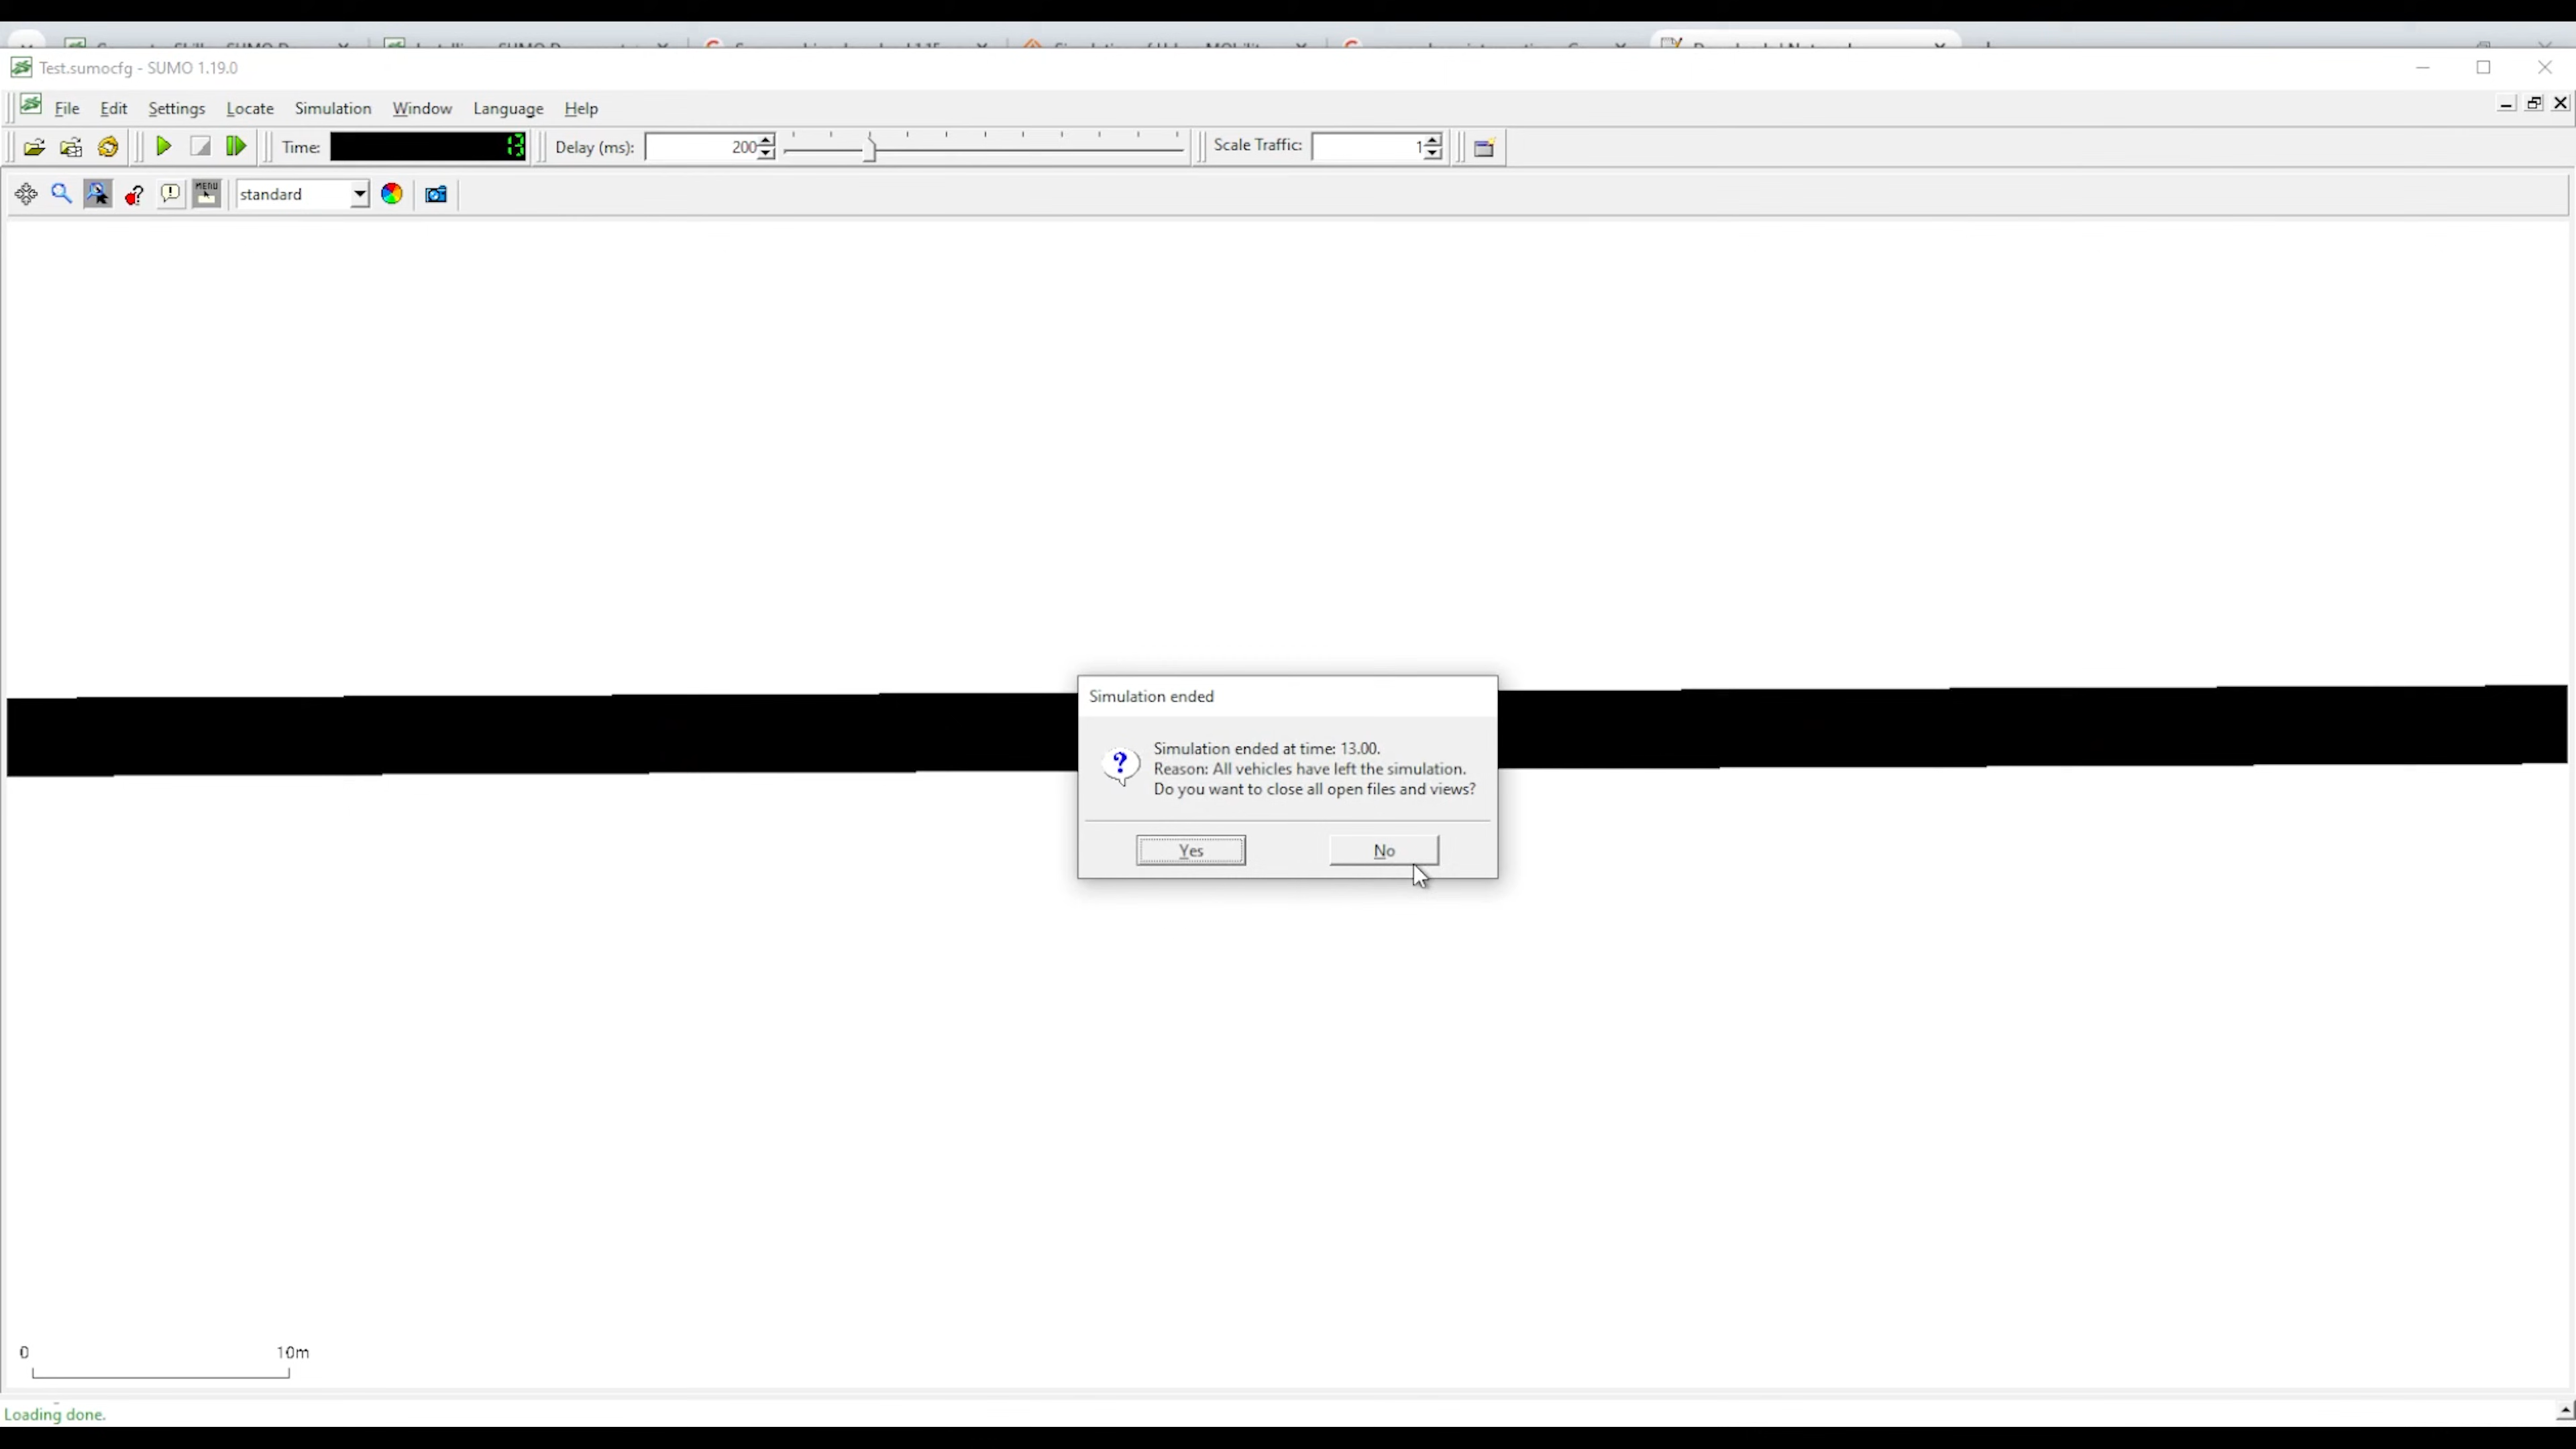 Test.sumocfg - SUMO 1.19.0
File Edit Settings Locate Simulation Window Language Help
Time: 13 Delay (ms): 200 Scale Traffic: 1
MENU standard
Simulation ended
Simulation ended at time: 13.00.
Reason: All vehicles have left the simulation.
Do you want to close all open files and views?
Yes No
0 10m
Loading done.